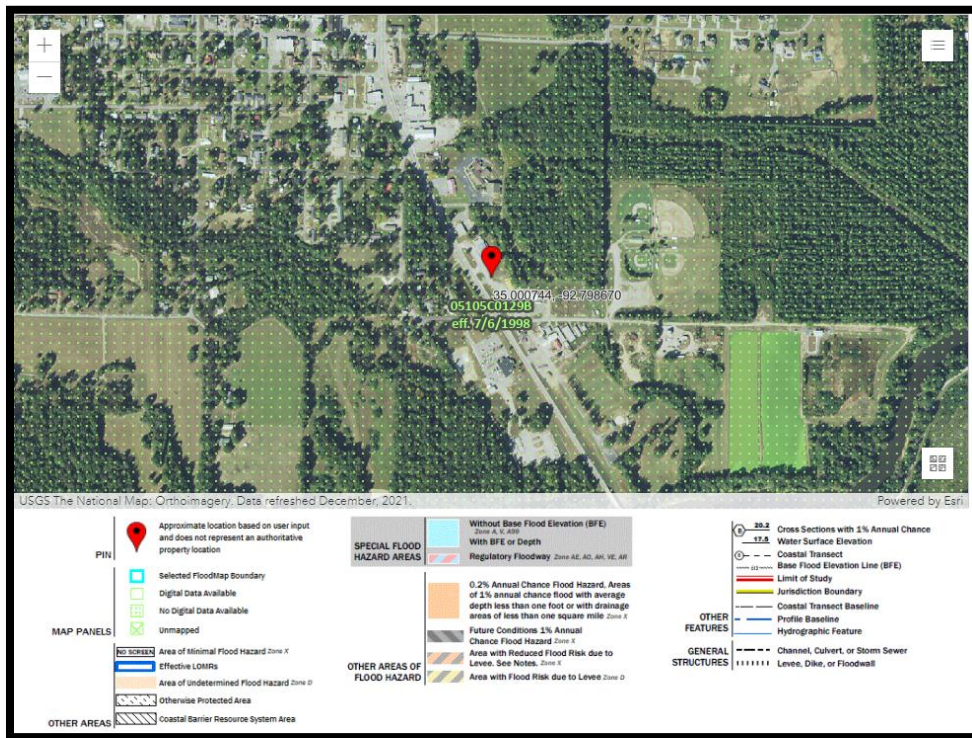 +
−
35.000744, -92.798670
05105C0129B
eff. 7/6/1998
USGS The National Map: Orthoimagery. Data refreshed December, 2021.
Powered by Esri
PIN
Approximate location based on user input
and does not represent an authoritative
property location
MAP PANELS
Selected FloodMap Boundary
Digital Data Available
No Digital Data Available
Unmapped
OTHER AREAS
NO SCREEN Area of Minimal Flood Hazard Zone X
Effective LOMRs
Area of Undetermined Flood Hazard Zone D
Otherwise Protected Area
Coastal Barrier Resource System Area
SPECIAL FLOOD
HAZARD AREAS
Without Base Flood Elevation (BFE)
Zone A, V, A99
With BFE or Depth
Regulatory Floodway Zone AE, AO, AH, VE, AR
OTHER AREAS OF
FLOOD HAZARD
0.2% Annual Chance Flood Hazard, Areas
of 1% annual chance flood with average
depth less than one foot or with drainage
areas of less than one square mile Zone X
Future Conditions 1% Annual
Chance Flood Hazard Zone X
Area with Reduced Flood Risk due to
Levee. See Notes. Zone X
Area with Flood Risk due to Levee Zone D
OTHER
FEATURES
20.2 Cross Sections with 1% Annual Chance
17.5 Water Surface Elevation
Coastal Transect
Base Flood Elevation Line (BFE)
Limit of Study
Jurisdiction Boundary
Coastal Transect Baseline
Profile Baseline
Hydrographic Feature
GENERAL
STRUCTURES
Channel, Culvert, or Storm Sewer
Levee, Dike, or Floodwall